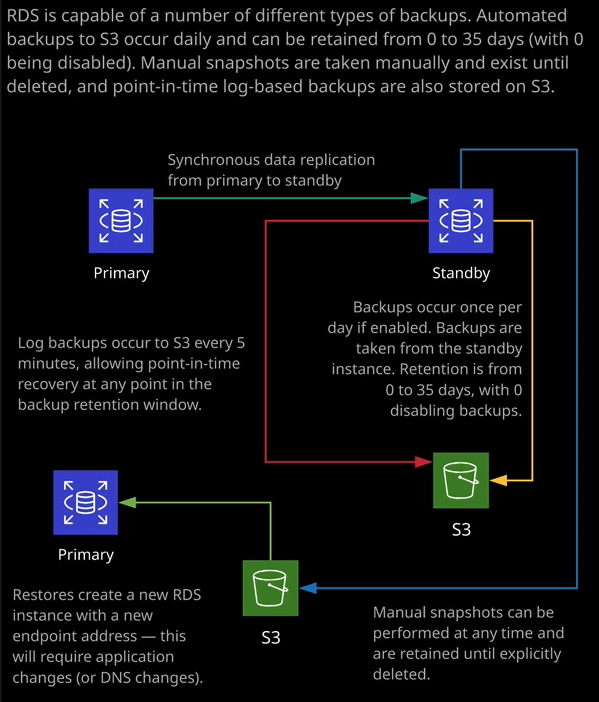 RDS is capable of a number of different types of backups. Automated
backups to S3 occur daily and can be retained from 0 to 35 days (with 0
being disabled). Manual snapshots are taken manually and exist until
deleted, and point-in-time log-based backups are also stored on S3.
Synchronous data replication
from primary to standby
Primary
Standby
Backups occur once per
day if enabled. Backups are
taken from the standby
instance. Retention is from
0 to 35 days, with 0
disabling backups.
Log backups occur to S3 every 5
minutes, allowing point-in-time
recovery at any point in the
backup retention window.
S3
Primary
S3
Restores create a new RDS
instance with a new
endpoint address — this
will require application
changes (or DNS changes).
Manual snapshots can be
performed at any time and
are retained until explicitly
deleted.